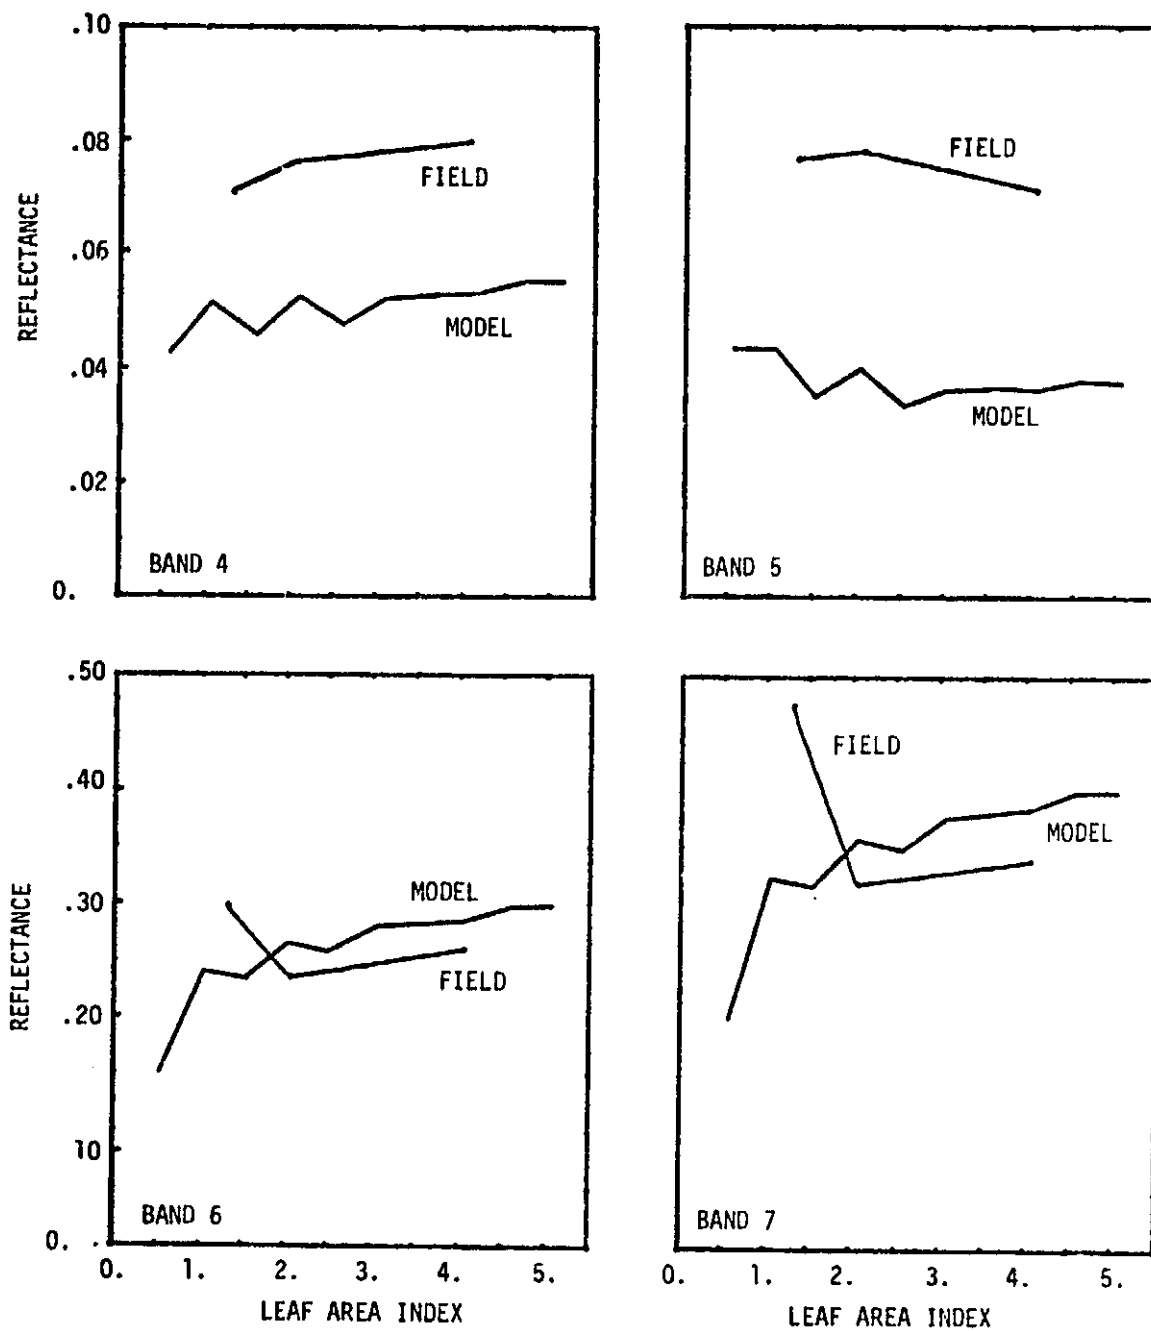 .10
.08
.06
.04
.02
0.
REFLECTANCE
FIELD
MODEL
BAND 4
FIELD
MODEL
BAND 5
.50
.40
.30
.20
10
0.
REFLECTANCE
MODEL
FIELD
BAND 6
0. 1. 2. 3. 4. 5.
LEAF AREA INDEX
FIELD
MODEL
BAND 7
0. 1. 2. 3. 4. 5.
LEAF AREA INDEX